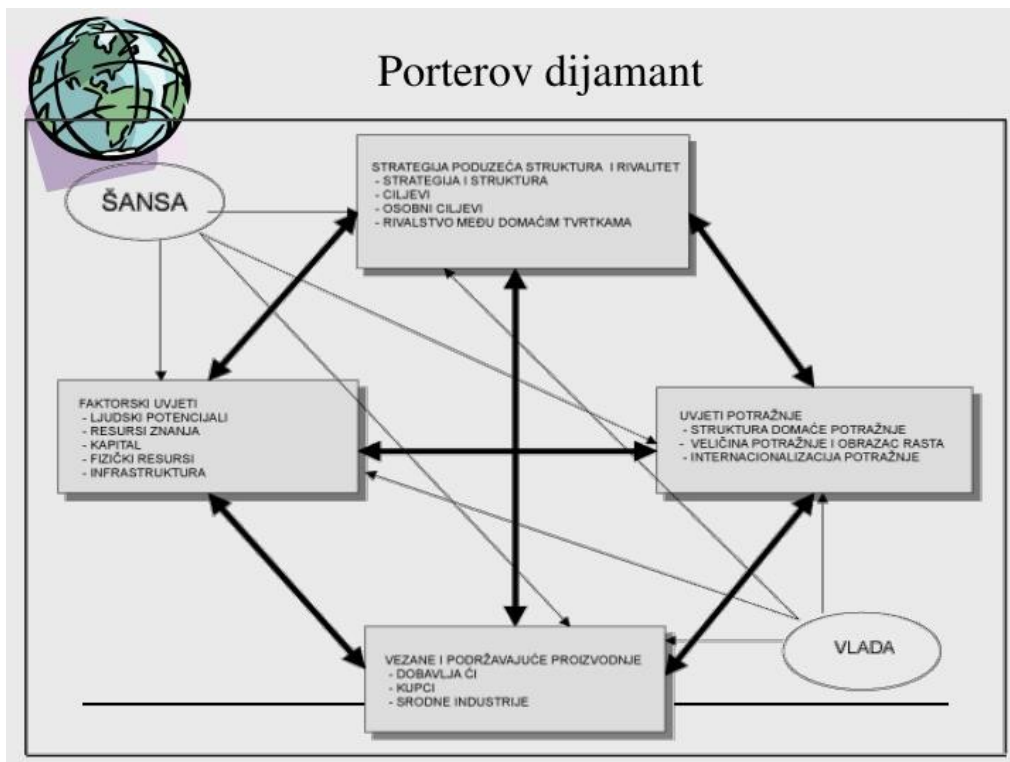 Porterov dijamant
ŠANSA
STRATEGIJA PODUZEĆA STRUKTURA I RIVALITET
- STRATEGIJA I STRUKTURA
- CILJEVI
- OSOBNI CILJEVI
- RIVALSTVO MEĐU DOMAĆIM TVRTKAMA
FAKTORSKI UVJETI
- LJUDSKI POTENCIJALI
- RESURSI ZNANJA
- KAPITAL
- FIZIČKI RESURSI
- INFRASTRUKTURA
UVJETI POTRAŽNJE
- STRUKTURA DOMAĆE POTRAŽNJE
- VELIČINA POTRAŽNJE I OBRAZAC RASTA
- INTERNACIONALIZACIJA POTRAŽNJE
VEZANE I PODRŽAVAJUĆE PROIZVODNJE
- DOBAVLJA ĆI
- KUPCI
- SRODNE INDUSTRIJE
VLADA